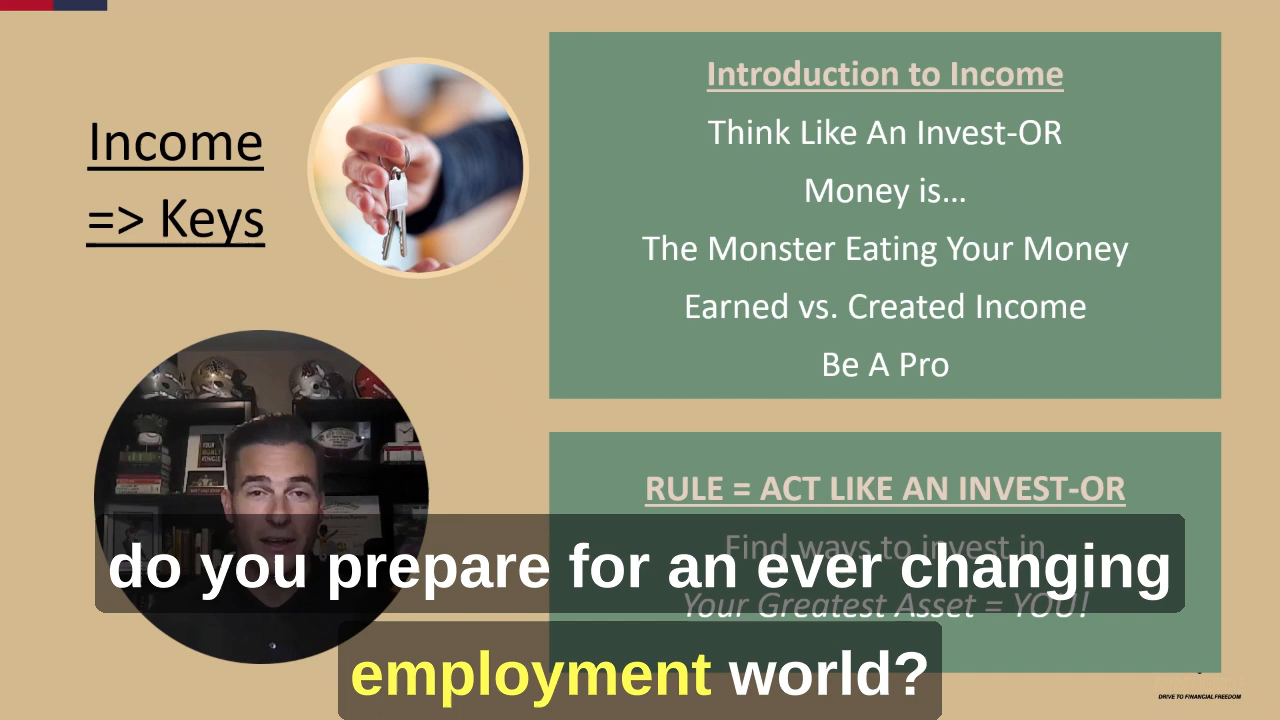 Income
=> Keys
Introduction to Income
Think Like An Invest-OR
Money is...
The Monster Eating Your Money
Earned vs. Created Income
Be A Pro
RULE = ACT LIKE AN INVEST-OR
Find ways to invest in
Your Greatest Asset = YOU!
do you prepare for an ever changing
employment world?
DRIVE TO FINANCIAL FREEDOM